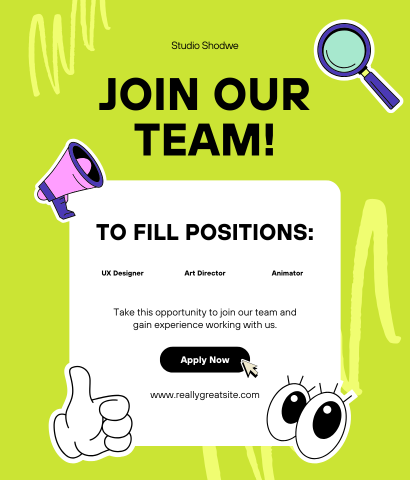 Studio Shodwe
JOIN OUR
TEAM!
TO FILL POSITIONS:
UX Designer Art Director Animator
Take this opportunity to join our team and
gain experience working with us.
Apply Now
www.reallygreatsite.com